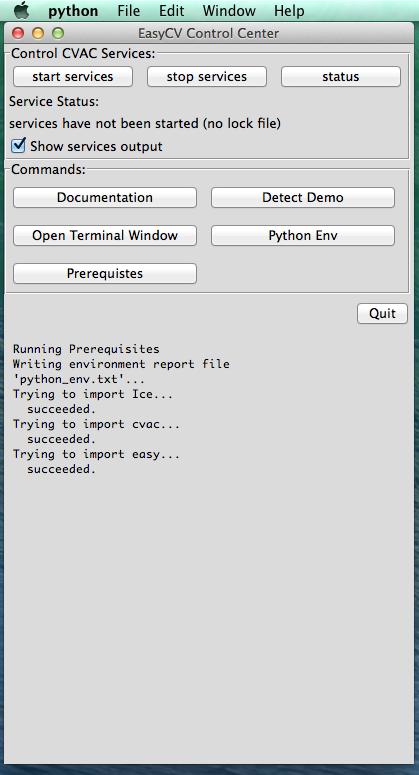 python File Edit Window Help
EasyCV Control Center
Control CVAC Services:
start services stop services status
Service Status:
services have not been started (no lock file)
Show services output
Commands:
Documentation Detect Demo
Open Terminal Window Python Env
Prerequistes
Quit
Running Prerequisites
Writing environment report file
'python_env.txt'...
Trying to import Ice...
succeeded.
Trying to import cvac...
succeeded.
Trying to import easy...
succeeded.